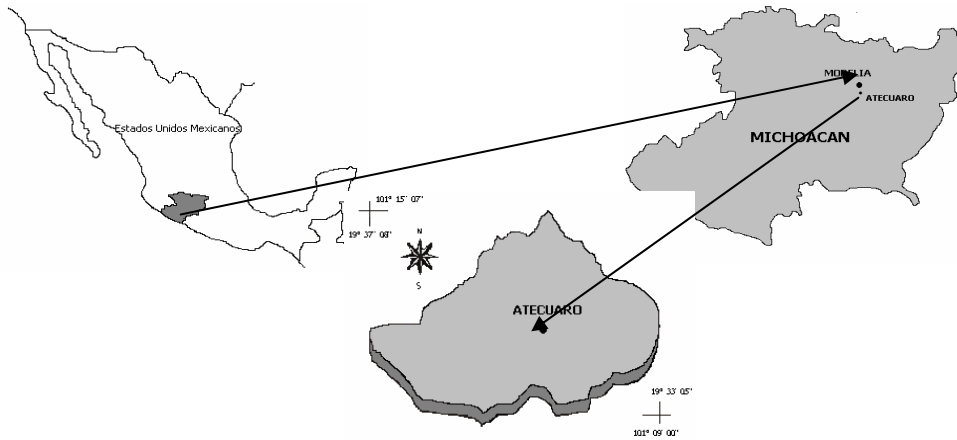 Estados Unidos Mexicanos
MORELIA
ATECUARO
MICHOACAN
101° 15' 07"
19° 37' 08"
N
S
ATECUARO
19° 33' 05"
101° 09' 00"